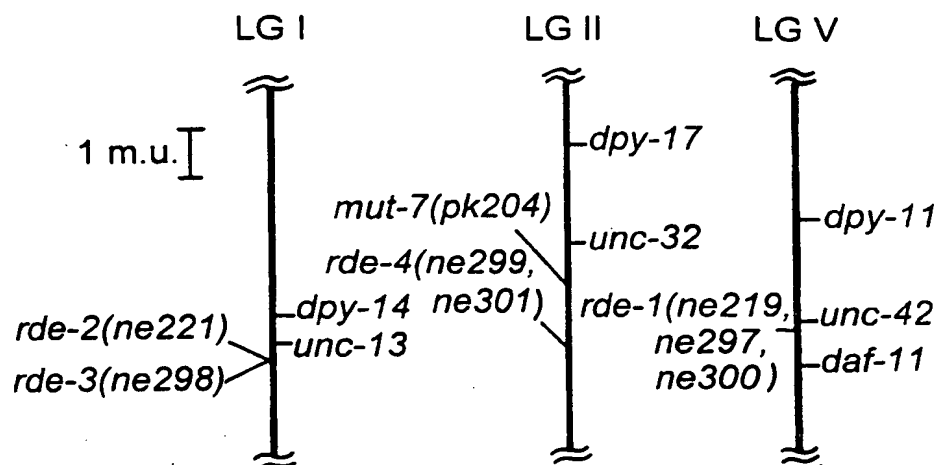 LG I LG II LG V
1 m.u.
dpy-17
mut-7(pk204)
dpy-11
unc-32
rde-4(ne299,
ne301)
rde-1(ne219,
ne297,
ne300)
dpy-14
unc-42
rde-2(ne221)
unc-13
daf-11
rde-3(ne298)